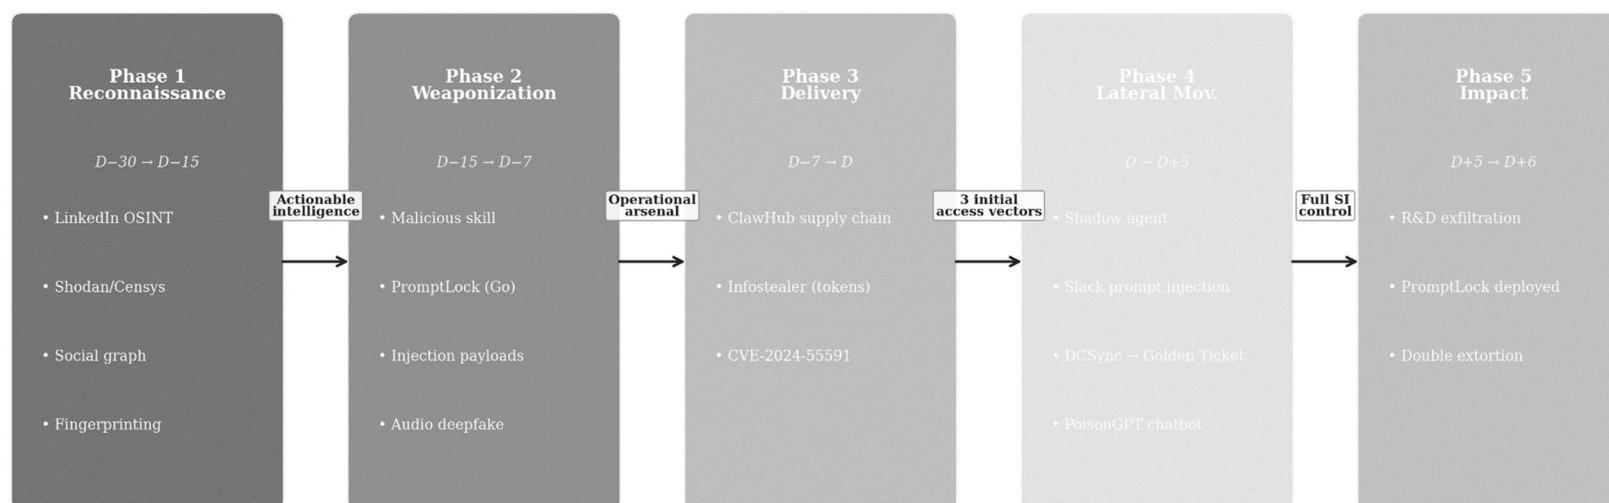 Phase 1
Reconnaissance
D−30 → D−15
• LinkedIn OSINT
• Shodan/Censys
• Social graph
• Fingerprinting
Actionable
intelligence
Phase 2
Weaponization
D−15 → D−7
• Malicious skill
• PromptLock (Go)
• Injection payloads
• Audio deepfake
Operational
arsenal
Phase 3
Delivery
D−7 → D
• ClawHub supply chain
• Infostealer (tokens)
• CVE-2024-55591
3 initial
access vectors
Phase 4
Lateral Mov.
D → D+5
• Shadow agent
• Slack prompt injection
• DCSync → Golden Ticket
• PoisonGPT chatbot
Full SI
control
Phase 5
Impact
D+5 → D+6
• R&D exfiltration
• PromptLock deployed
• Double extortion